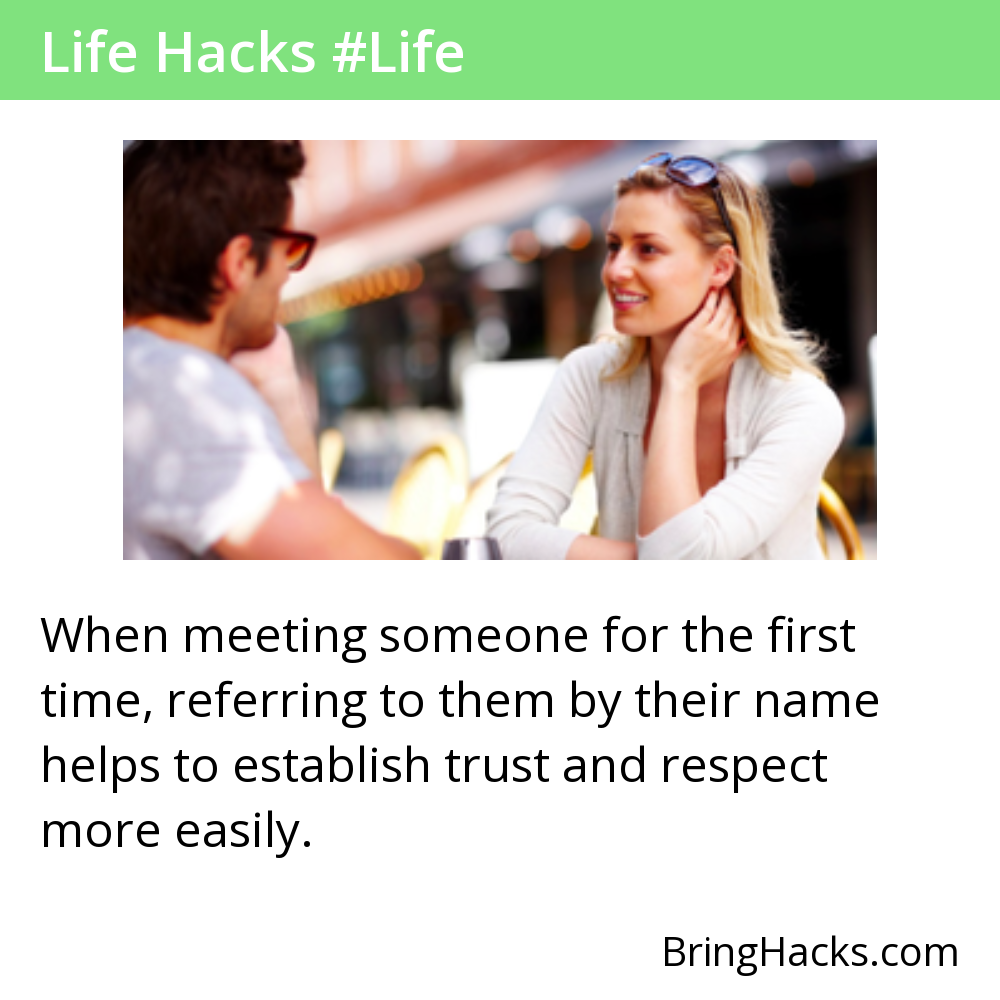 Life Hacks #Life
When meeting someone for the first
time, referring to them by their name
helps to establish trust and respect
more easily.
BringHacks.com